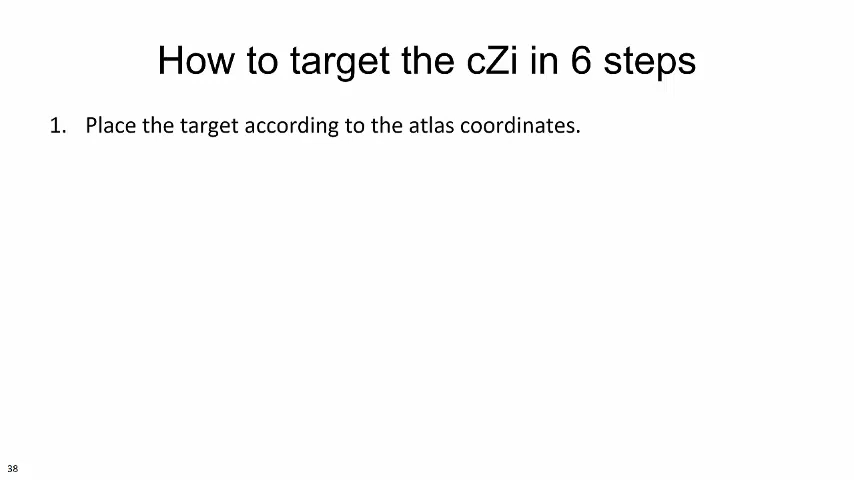 How to target the cZi in 6 steps
1. Place the target according to the atlas coordinates.
38